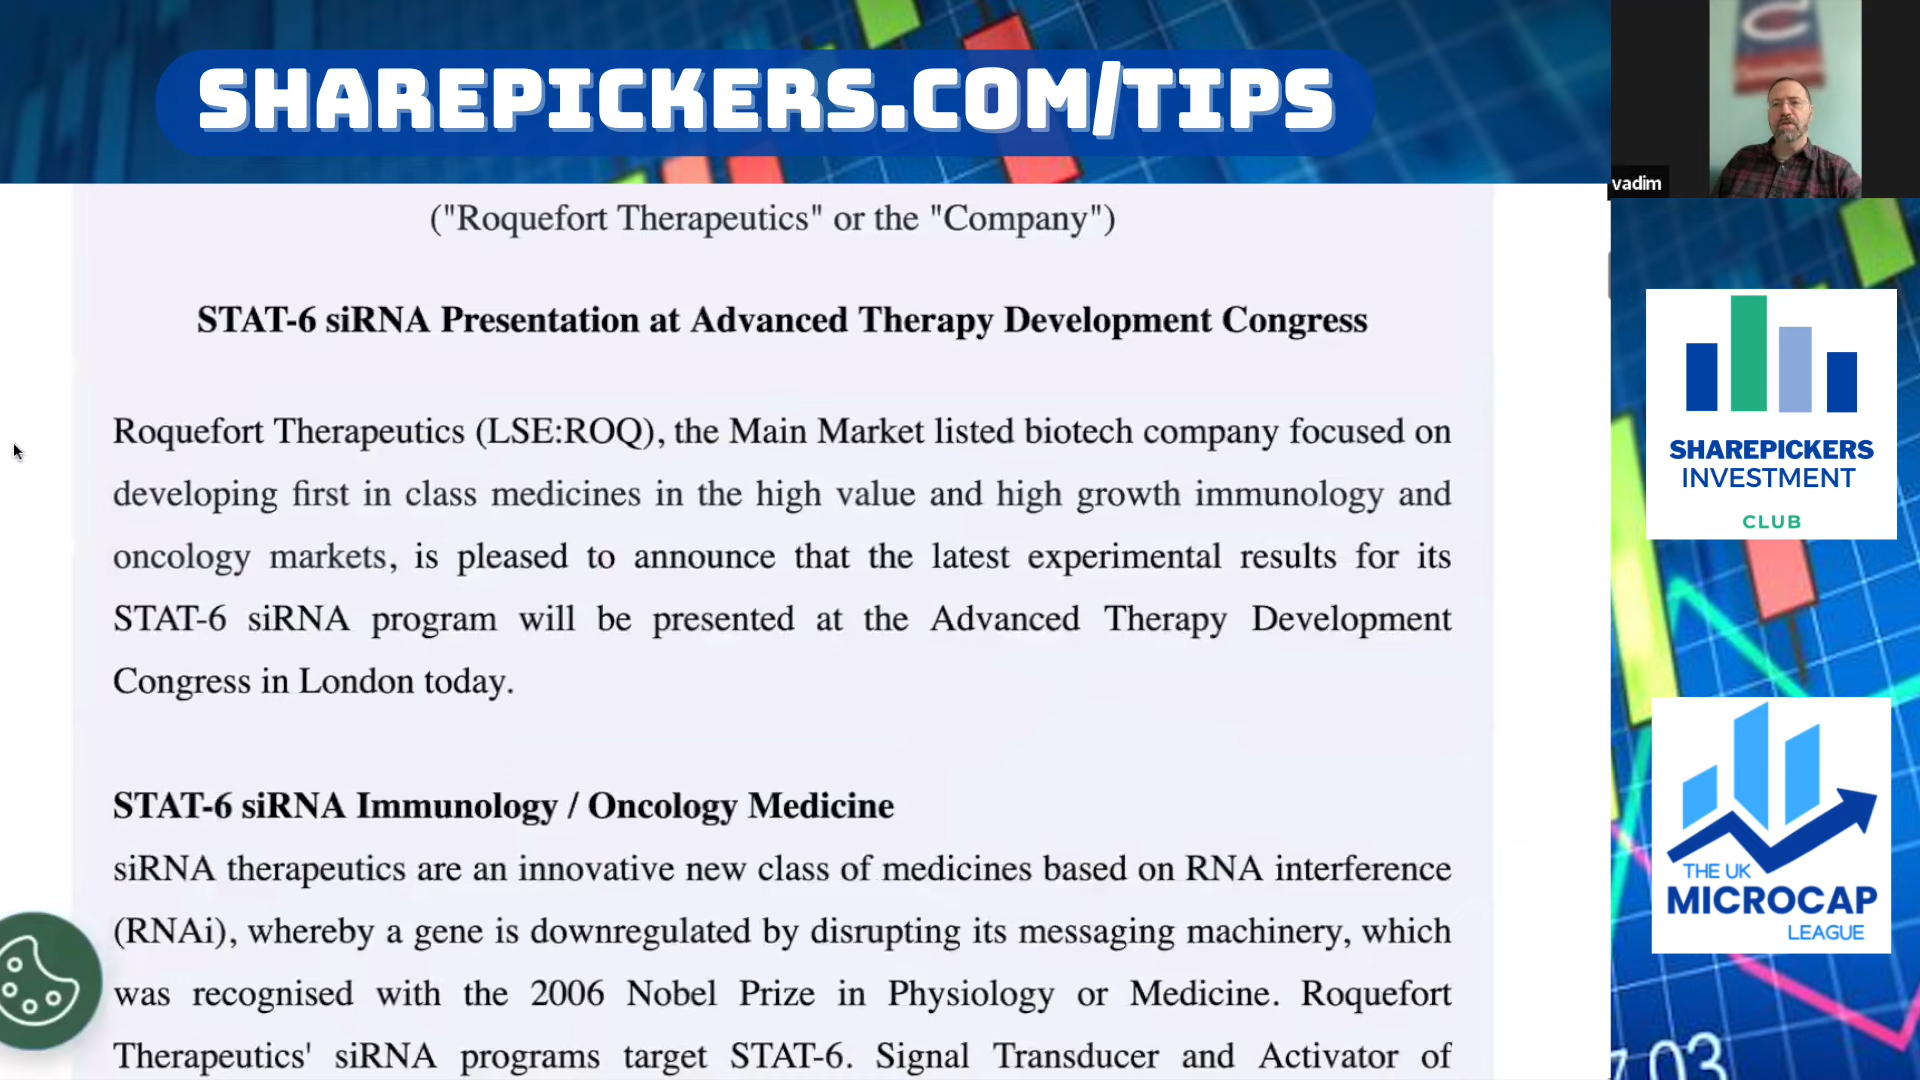 SHAREPICKERS.COM/TIPS
vadim
("Roquefort Therapeutics" or the "Company")
STAT-6 siRNA Presentation at Advanced Therapy Development Congress
Roquefort Therapeutics (LSE:ROQ), the Main Market listed biotech company focused on
developing first in class medicines in the high value and high growth immunology and
oncology markets, is pleased to announce that the latest experimental results for its
STAT-6 siRNA program will be presented at the Advanced Therapy Development
Congress in London today.
STAT-6 siRNA Immunology / Oncology Medicine
siRNA therapeutics are an innovative new class of medicines based on RNA interference
(RNAi), whereby a gene is downregulated by disrupting its messaging machinery, which
was recognised with the 2006 Nobel Prize in Physiology or Medicine. Roquefort
Therapeutics' siRNA programs target STAT-6. Signal Transducer and Activator of
SHAREPICKERS
INVESTMENT
CLUB
THE UK
MICROCAP
LEAGUE